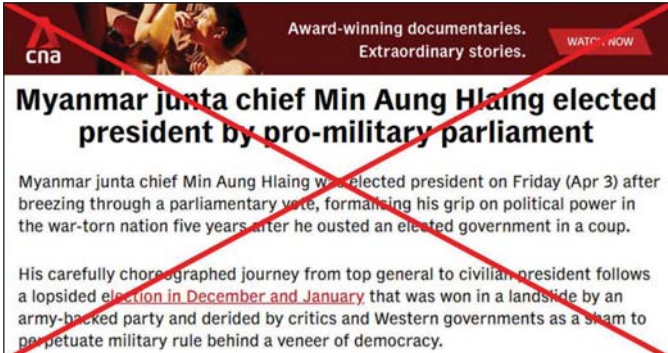 Award-winning documentaries.
Extraordinary stories.
WATCH NOW
cna
Myanmar junta chief Min Aung Hlaing elected
president by pro-military parliament
Myanmar junta chief Min Aung Hlaing was elected president on Friday (Apr 3) after
breezing through a parliamentary vote, formalising his grip on political power in
the war-torn nation five years after he ousted an elected government in a coup.
His carefully choreographed journey from top general to civilian president follows
a lopsided election in December and January that was won in a landslide by an
army-backed party and derided by critics and Western governments as a sham to
perpetuate military rule behind a veneer of democracy.